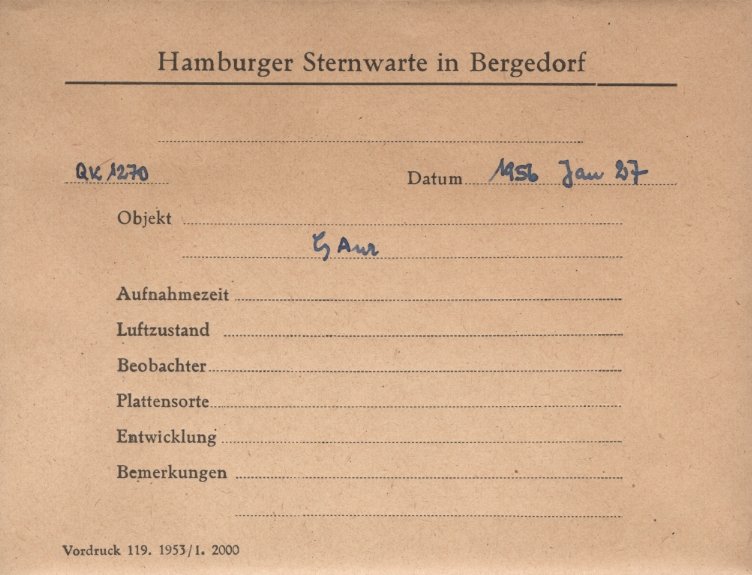 Hamburger Sternwarte in Bergedorf
QK 1270 Datum 1956 Jan 27
Objekt
Aur
Aufnahmezeit
Luftzustand
Beobachter
Plattensorte
Entwicklung
Bemerkungen
Vordruck 119. 1953/I. 2000